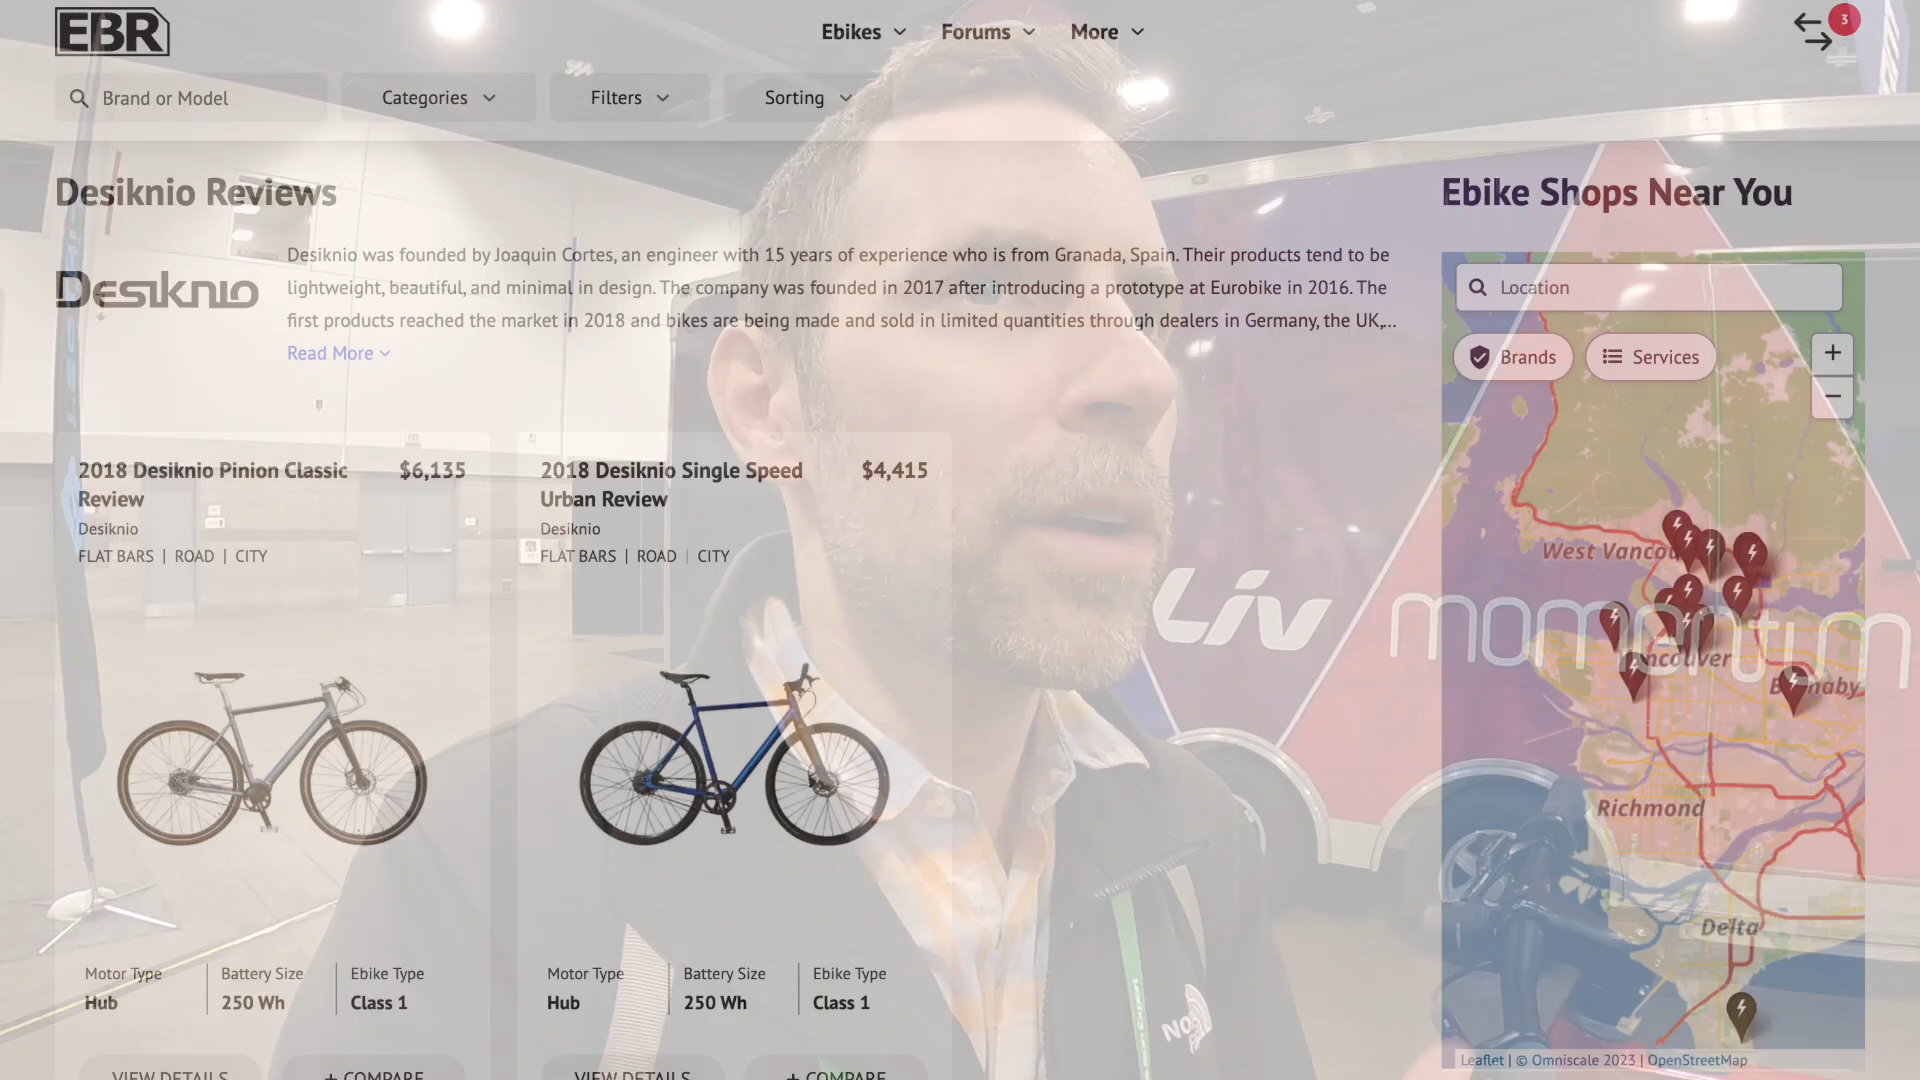 EBR
Ebikes
Forums
More
3
Brand or Model
Categories
Filters
Sorting
Desiknio Reviews
Ebike Shops Near You
Desiknio
Desiknio was founded by Joaquin Cortes, an engineer with 15 years of experience who is from Granada, Spain. Their products tend to be
lightweight, beautiful, and minimal in design. The company was founded in 2017 after introducing a prototype at Eurobike in 2016. The
first products reached the market in 2018 and bikes are being made and sold in limited quantities through dealers in Germany, the UK,...
Read More
Location
Brands
Services
+
−
2018 Desiknio Pinion Classic
Review
$6,135
Desiknio
FLAT BARS | ROAD | CITY
2018 Desiknio Single Speed
Urban Review
$4,415
Desiknio
FLAT BARS | ROAD | CITY
Liv
momentum
Richmond
Delta
Motor Type
Hub
Battery Size
250 Wh
Ebike Type
Class 1
Motor Type
Hub
Battery Size
250 Wh
Ebike Type
Class 1
VIEW DETAILS
+ COMPARE
VIEW DETAILS
+ COMPARE
Leaflet | © Omniscale 2023 | OpenStreetMap